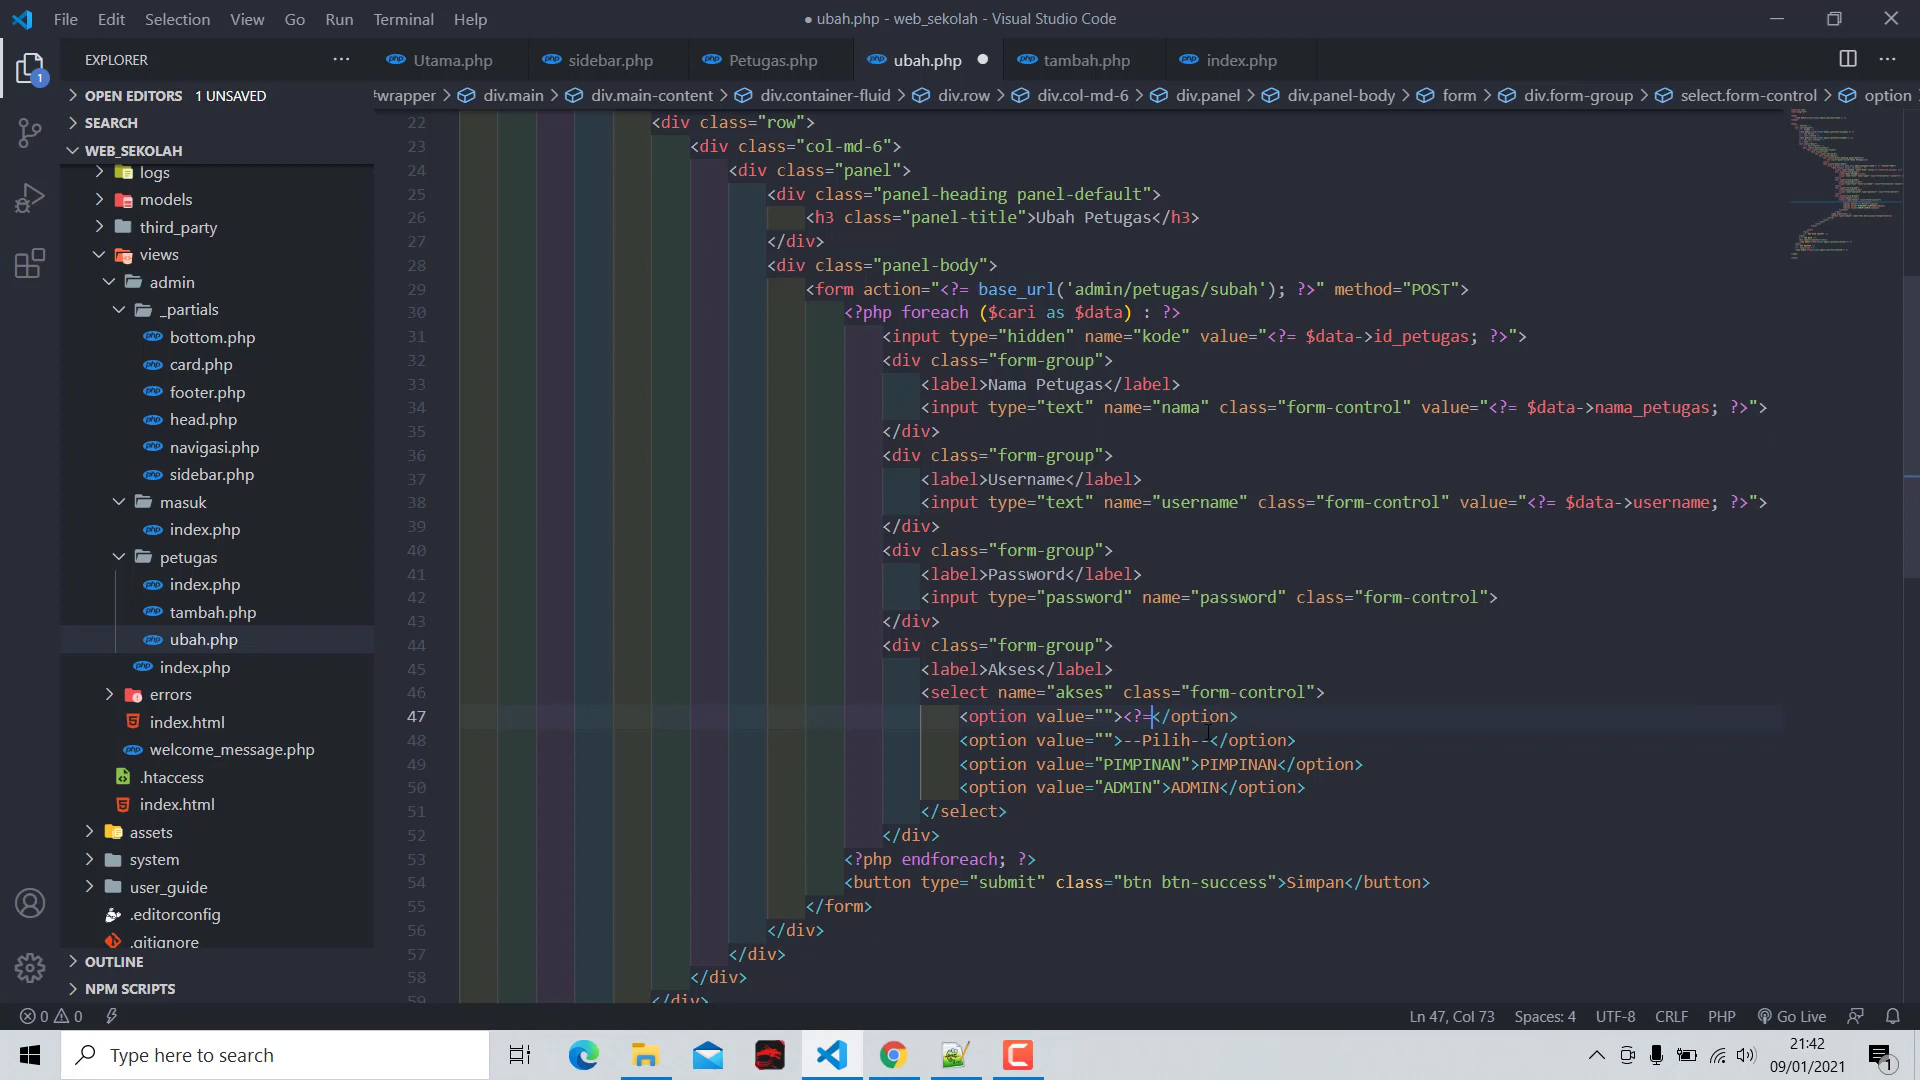 File Edit Selection View Go Run Terminal Help
● ubah.php - web_sekolah - Visual Studio Code
EXPLORER
Utama.php
sidebar.php
Petugas.php
ubah.php
tambah.php
index.php
OPEN EDITORS 1 UNSAVED
SEARCH
WEB_SEKOLAH
logs
models
third_party
views
admin
_partials
bottom.php
card.php
footer.php
head.php
navigasi.php
sidebar.php
masuk
index.php
petugas
index.php
tambah.php
ubah.php
index.php
errors
index.html
welcome_message.php
.htaccess
index.html
assets
system
user_guide
.editorconfig
.gitignore
OUTLINE
NPM SCRIPTS
#wrapper > div.main > div.main-content > div.container-fluid > div.row > div.col-md-6 > div.panel > div.panel-body > form > div.form-group > select.form-control > option
22 <div class="row">
23 <div class="col-md-6">
24 <div class="panel">
25 <div class="panel-heading panel-default">
26 <h3 class="panel-title">Ubah Petugas</h3>
27 </div>
28 <div class="panel-body">
29 <form action="<?= base_url('admin/petugas/subah'); ?>" method="POST">
30 <?php foreach ($cari as $data) : ?>
31 <input type="hidden" name="kode" value="<?= $data->id_petugas; ?>">
32 <div class="form-group">
33 <label>Nama Petugas</label>
34 <input type="text" name="nama" class="form-control" value="<?= $data->nama_petugas; ?>">
35 </div>
36 <div class="form-group">
37 <label>Username</label>
38 <input type="text" name="username" class="form-control" value="<?= $data->username; ?>">
39 </div>
40 <div class="form-group">
41 <label>Password</label>
42 <input type="password" name="password" class="form-control">
43 </div>
44 <div class="form-group">
45 <label>Akses</label>
46 <select name="akses" class="form-control">
47 <option value=""><?=</option>
48 <option value="">--Pilih--</option>
49 <option value="PIMPINAN">PIMPINAN</option>
50 <option value="ADMIN">ADMIN</option>
51 </select>
52 </div>
53 <?php endforeach; ?>
54 <button type="submit" class="btn btn-success">Simpan</button>
55 </form>
56 </div>
57 </div>
58 </div>
59 </div>
0 0
Ln 47, Col 73 Spaces: 4 UTF-8 CRLF PHP Go Live
Type here to search
21:42
09/01/2021
1